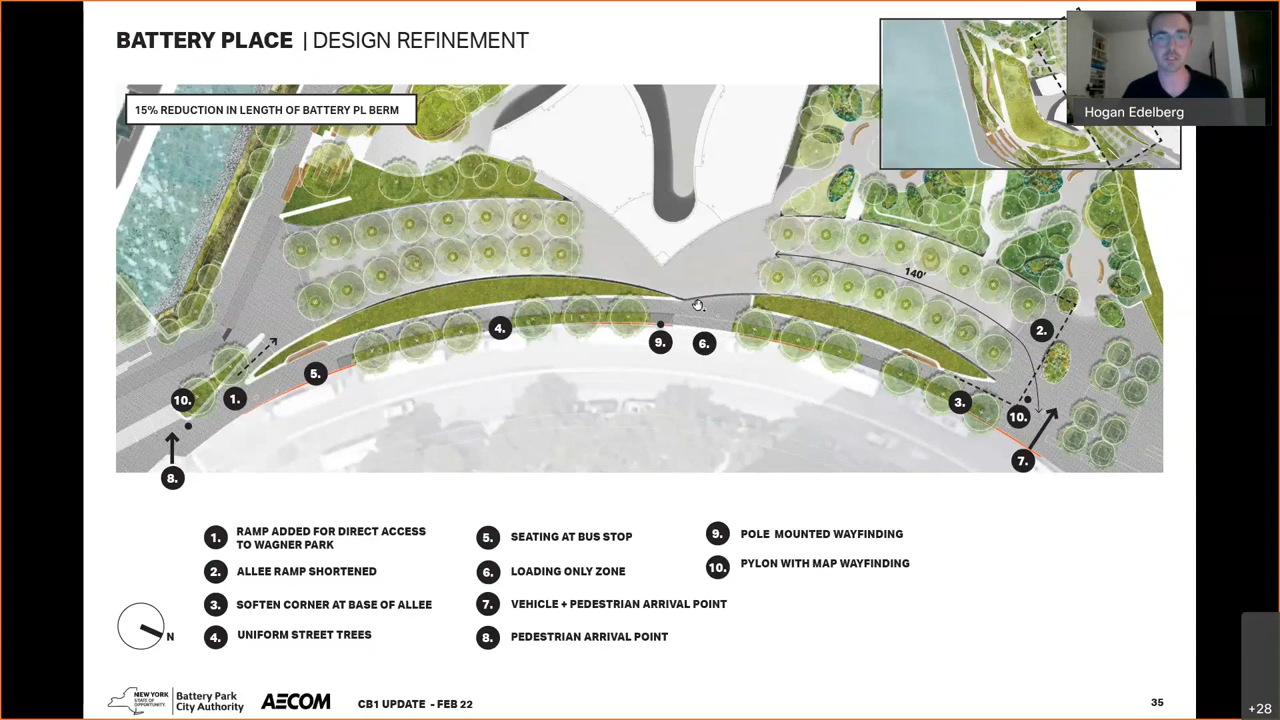 BATTERY PLACE | DESIGN REFINEMENT
Hogan Edelberg
15% REDUCTION IN LENGTH OF BATTERY PL BERM
140'
2.
4.
9.
6.
5.
10.
1.
3.
10.
7.
8.
1. RAMP ADDED FOR DIRECT ACCESS
TO WAGNER PARK
2. ALLEE RAMP SHORTENED
3. SOFTEN CORNER AT BASE OF ALLEE
4. UNIFORM STREET TREES
5. SEATING AT BUS STOP
6. LOADING ONLY ZONE
7. VEHICLE + PEDESTRIAN ARRIVAL POINT
8. PEDESTRIAN ARRIVAL POINT
9. POLE MOUNTED WAYFINDING
10. PYLON WITH MAP WAYFINDING
N
NEW YORK
STATE OF
OPPORTUNITY.
Battery Park
City Authority
AECOM
CB1 UPDATE - FEB 22
35
+28